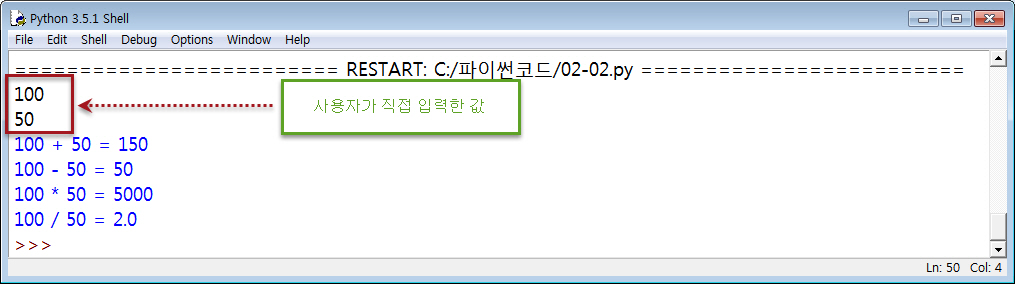 Python 3.5.1 Shell
File Edit Shell Debug Options Window Help
========================= RESTART: C:/파이썬코드/02-02.py =========================
100
사용자가 직접 입력한 값
50
100 + 50 = 150
100 - 50 = 50
100 * 50 = 5000
100 / 50 = 2.0
>>>
Ln: 50 Col: 4